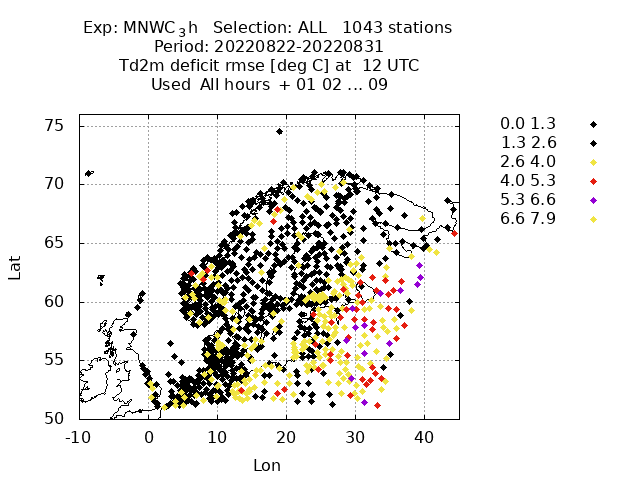 Exp: MNWC₃h Selection: ALL 1043 stations
Period: 20220822-20220831
Td2m deficit rmse [deg C] at 12 UTC
Used All hours + 01 02 ... 09
0.0 1.3
1.3 2.6
2.6 4.0
4.0 5.3
5.3 6.6
6.6 7.9
75
70
65
60
55
50
Lat
-10 0 10 20 30 40
Lon